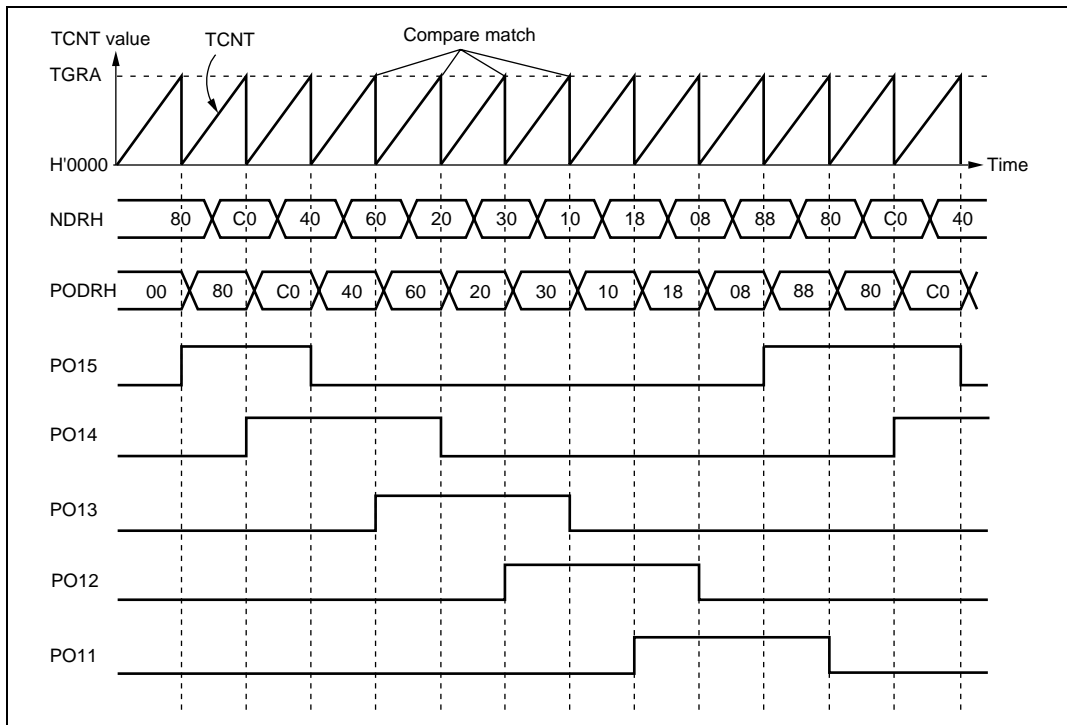 TCNT value
TCNT
Compare match
TGRA
H'0000
Time
NDRH 80 C0 40 60 20 30 10 18 08 88 80 C0 40
PODRH 00 80 C0 40 60 20 30 10 18 08 88 80 C0
PO15
PO14
PO13
PO12
PO11